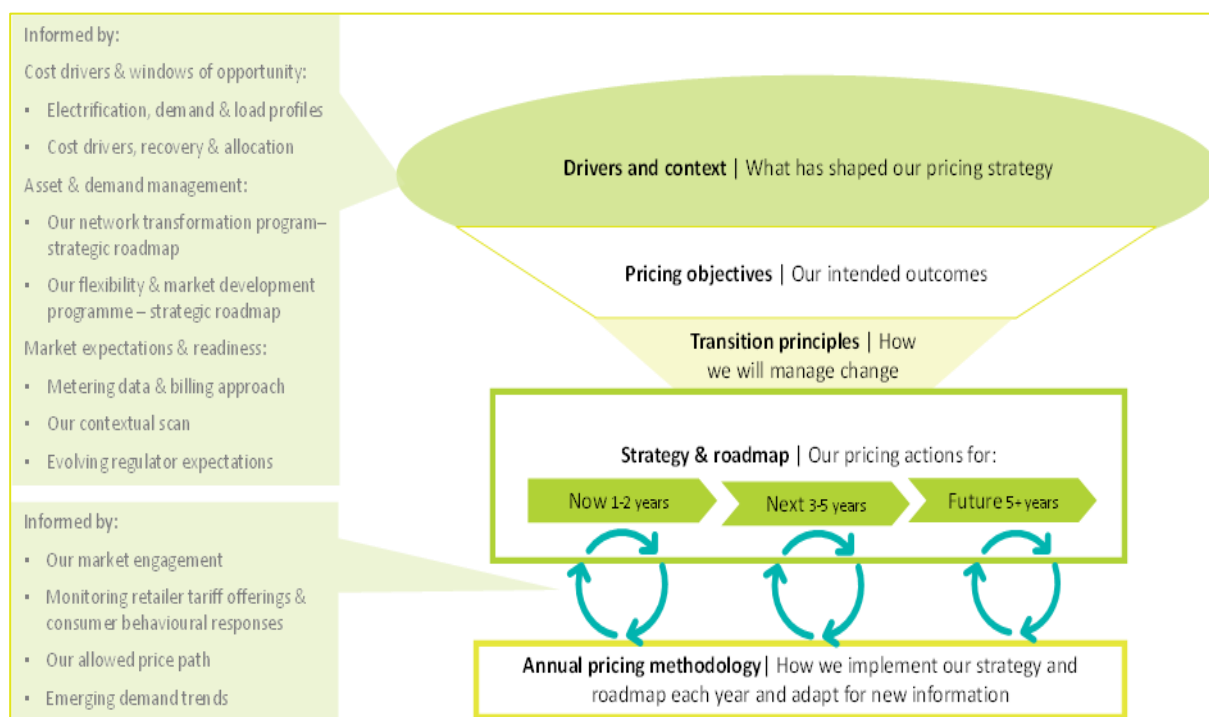 Informed by:
Cost drivers & windows of opportunity:
▪ Electrification, demand & load profiles
▪ Cost drivers, recovery & allocation
Asset & demand management:
▪ Our network transformation program–
strategic roadmap
▪ Our flexibility & market development
programme – strategic roadmap
Market expectations & readiness:
▪ Metering data & billing approach
▪ Our contextual scan
▪ Evolving regulator expectations
Informed by:
▪ Our market engagement
▪ Monitoring retailer tariff offerings &
consumer behavioural responses
▪ Our allowed price path
▪ Emerging demand trends
Drivers and context | What has shaped our pricing strategy
Pricing objectives | Our intended outcomes
Transition principles | How
we will manage change
Strategy & roadmap | Our pricing actions for:
Now 1-2 years
Next 3-5 years
Future 5+ years
Annual pricing methodology | How we implement our strategy and
roadmap each year and adapt for new information